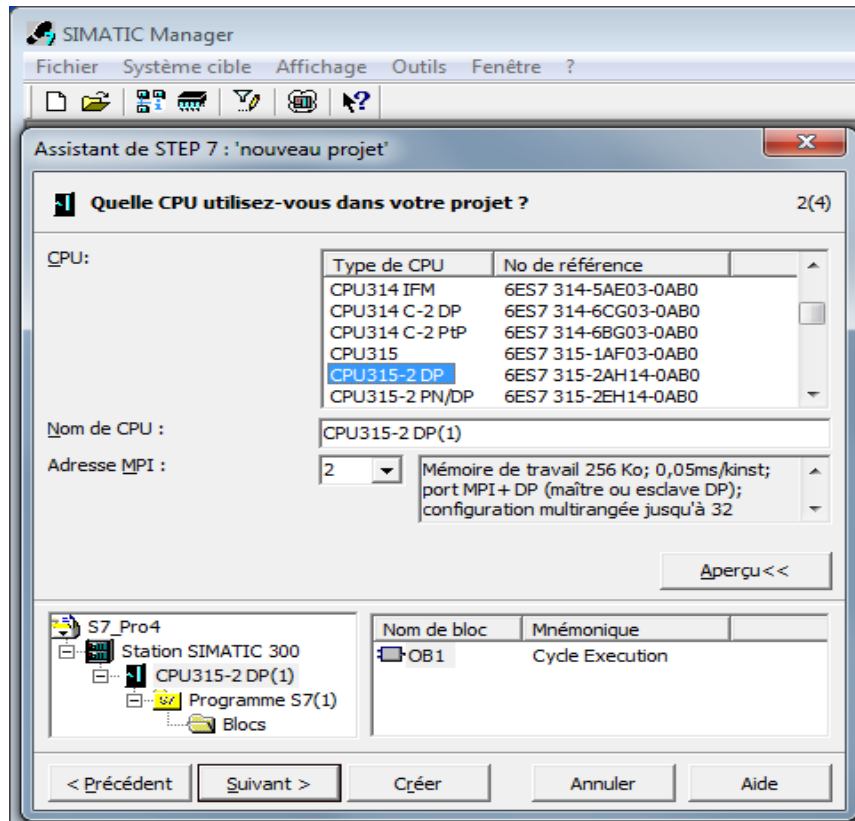 SIMATIC Manager
Fichier Système cible Affichage Outils Fenêtre ?
Assistant de STEP 7 : 'nouveau projet'
Quelle CPU utilisez-vous dans votre projet ? 2(4)
CPU:
Type de CPU No de référence
CPU314 IFM 6ES7 314-5AE03-0AB0
CPU314 C-2 DP 6ES7 314-6CG03-0AB0
CPU314 C-2 PtP 6ES7 314-6BG03-0AB0
CPU315 6ES7 315-1AF03-0AB0
CPU315-2 DP 6ES7 315-2AH14-0AB0
CPU315-2 PN/DP 6ES7 315-2EH14-0AB0
Nom de CPU : CPU315-2 DP(1)
Adresse MPI : 2
Mémoire de travail 256 Ko; 0,05ms/kinst;
port MPI+ DP (maître ou esclave DP);
configuration multirangée jusqu'à 32
Aperçu<<
S7_Pro4
Station SIMATIC 300
CPU315-2 DP(1)
Programme S7(1)
Blocs
Nom de bloc Mnémonique
OB1 Cycle Execution
< Précédent Suivant > Créer Annuler Aide